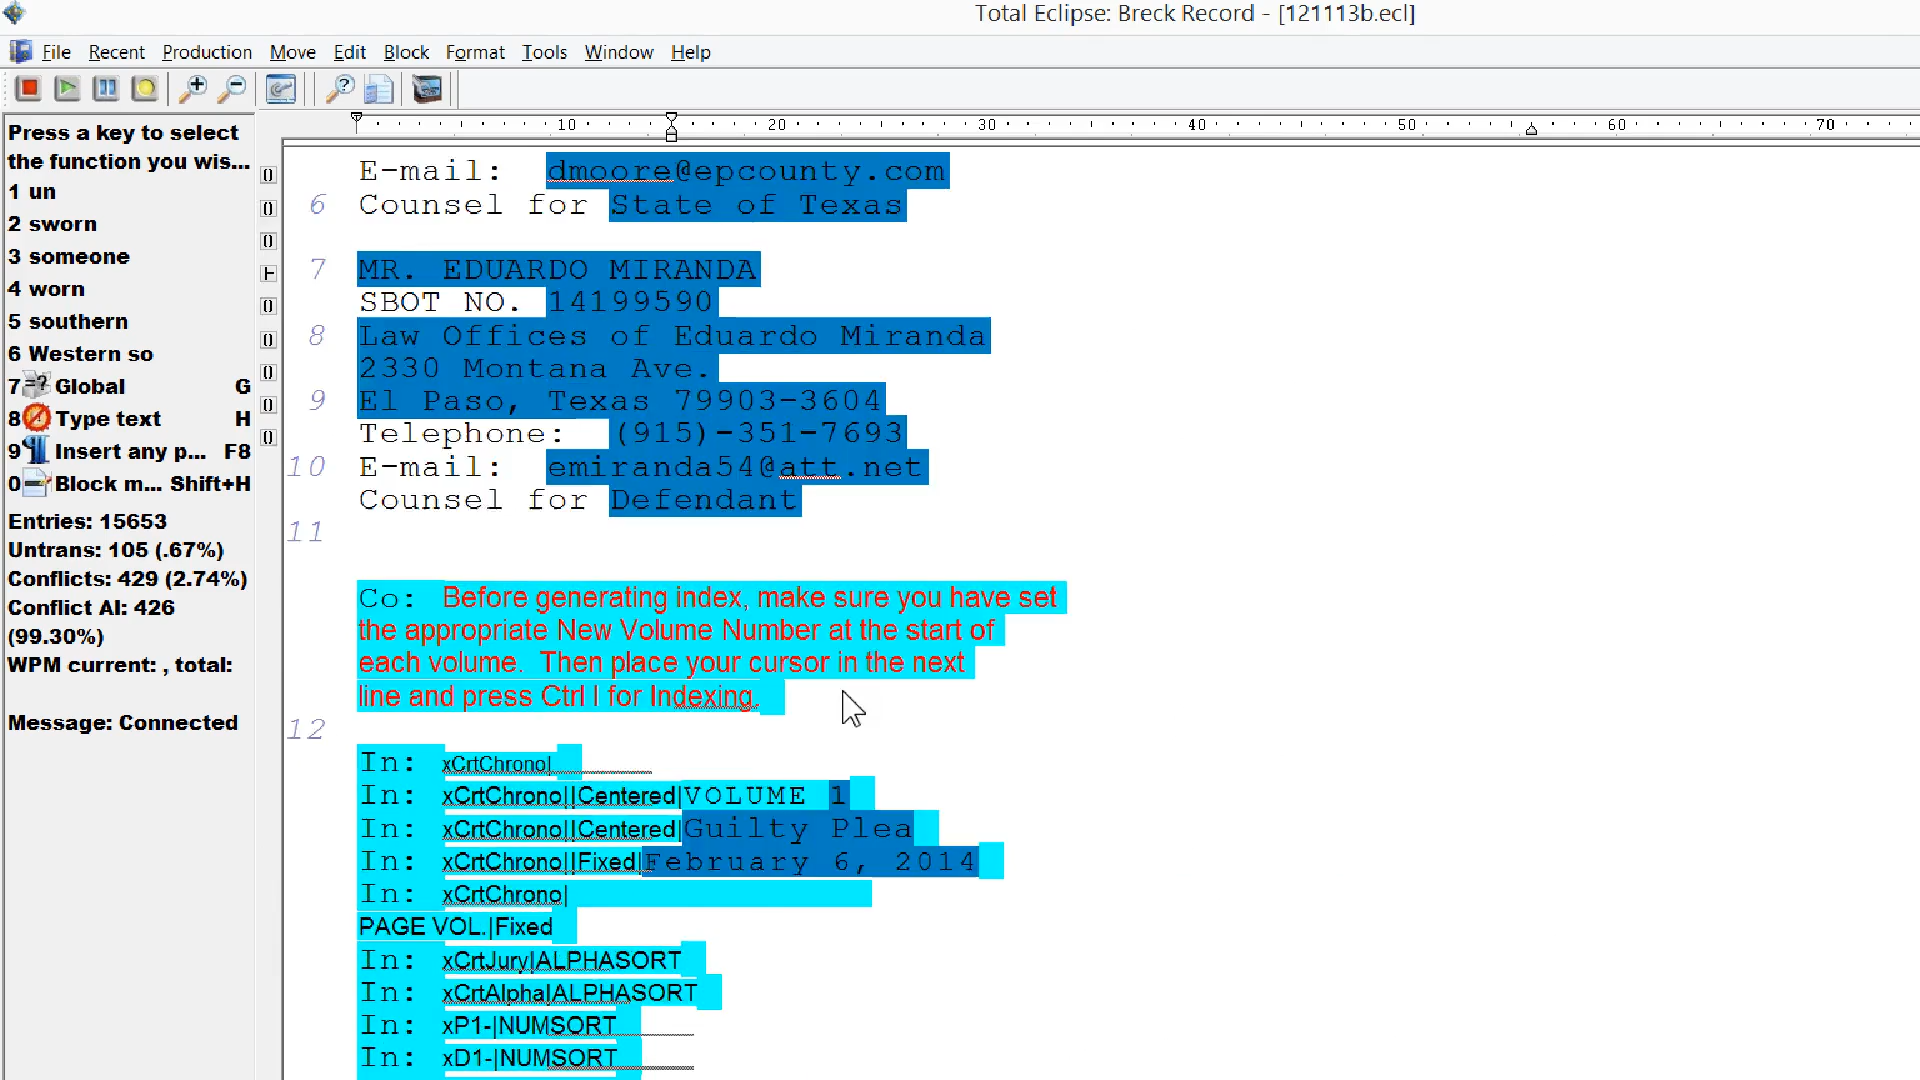 Total Eclipse: Breck Record - [121113b.ecl]
File Recent Production Move Edit Block Format Tools Window Help
Press a key to select
the function you wis...
1 un
2 sworn
3 someone
4 worn
5 southern
6 Western so
7 Global G
8 Type text H
9 Insert any p... F8
0 Block m... Shift+H
Entries: 15653
Untrans: 105 (.67%)
Conflicts: 429 (2.74%)
Conflict AI: 426
(99.30%)
WPM current: , total:
Message: Connected
10 20 30 40 50 60 70
E-mail: dmoore@epcounty.com
6 Counsel for State of Texas
7 MR. EDUARDO MIRANDA
SBOT NO. 14199590
8 Law Offices of Eduardo Miranda
2330 Montana Ave.
9 El Paso, Texas 79903-3604
Telephone: (915)-351-7693
10 E-mail: emiranda54@att.net
Counsel for Defendant
11
Co: Before generating index, make sure you have set
the appropriate New Volume Number at the start of
each volume. Then place your cursor in the next
line and press Ctrl I for Indexing.
12
In: xCrtChrono|
In: xCrtChrono||Centered|VOLUME 1
In: xCrtChrono||Centered|Guilty Plea
In: xCrtChrono||Fixed|February 6, 2014
In: xCrtChrono|
PAGE VOL.|Fixed
In: xCrtJury|ALPHASORT
In: xCrtAlpha|ALPHASORT
In: xP1-|NUMSORT
In: xD1-|NUMSORT